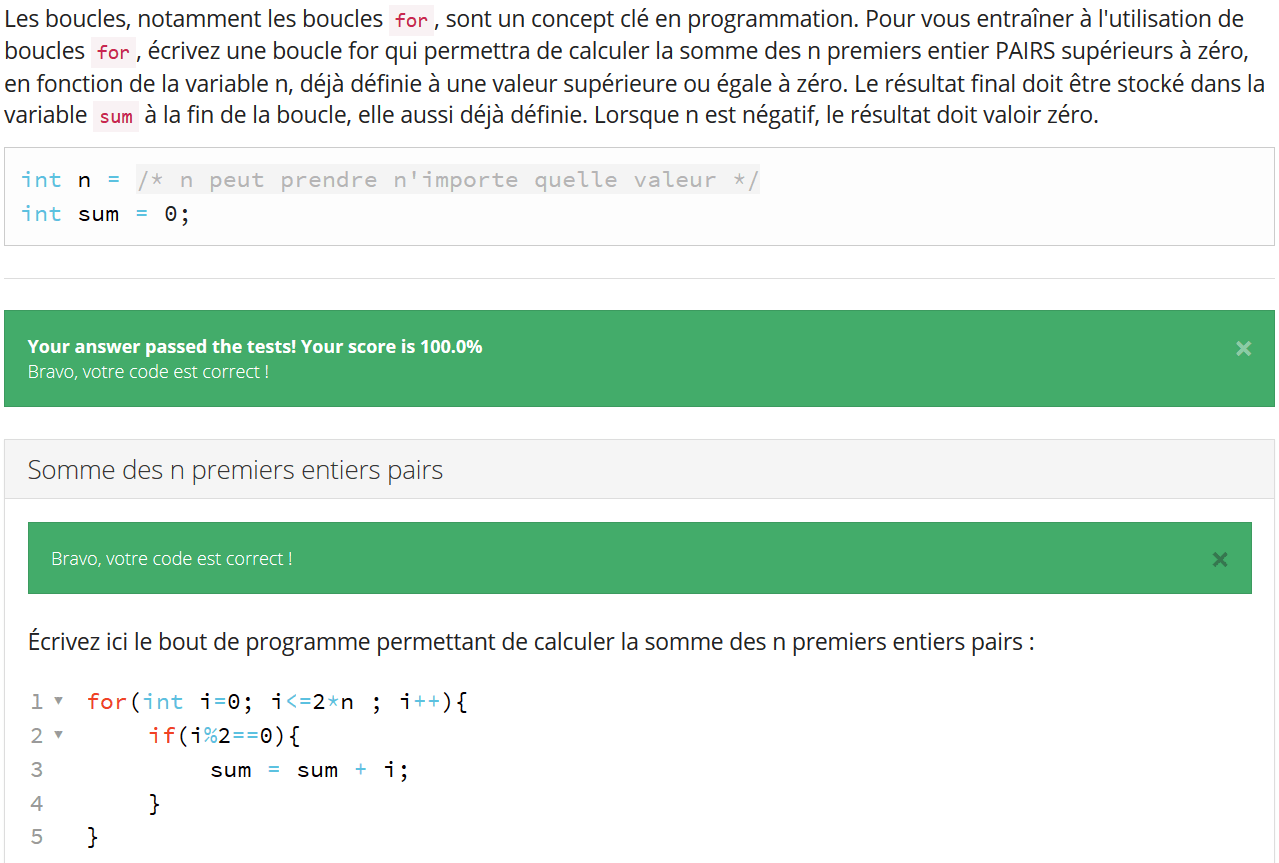 Les boucles, notamment les boucles for, sont un concept clé en programmation. Pour vous entraîner à l'utilisation de
boucles for, écrivez une boucle for qui permettra de calculer la somme des n premiers entier PAIRS supérieurs à zéro,
en fonction de la variable n, déjà définie à une valeur supérieure ou égale à zéro. Le résultat final doit être stocké dans la
variable sum à la fin de la boucle, elle aussi déjà définie. Lorsque n est négatif, le résultat doit valoir zéro.
int n = /* n peut prendre n'importe quelle valeur */
int sum = 0;
Your answer passed the tests! Your score is 100.0%
Bravo, votre code est correct !
Somme des n premiers entiers pairs
Bravo, votre code est correct !
Écrivez ici le bout de programme permettant de calculer la somme des n premiers entiers pairs :
1 for(int i=0; i<=2*n ; i++){
2 if(i%2==0){
3 sum = sum + i;
4 }
5 }